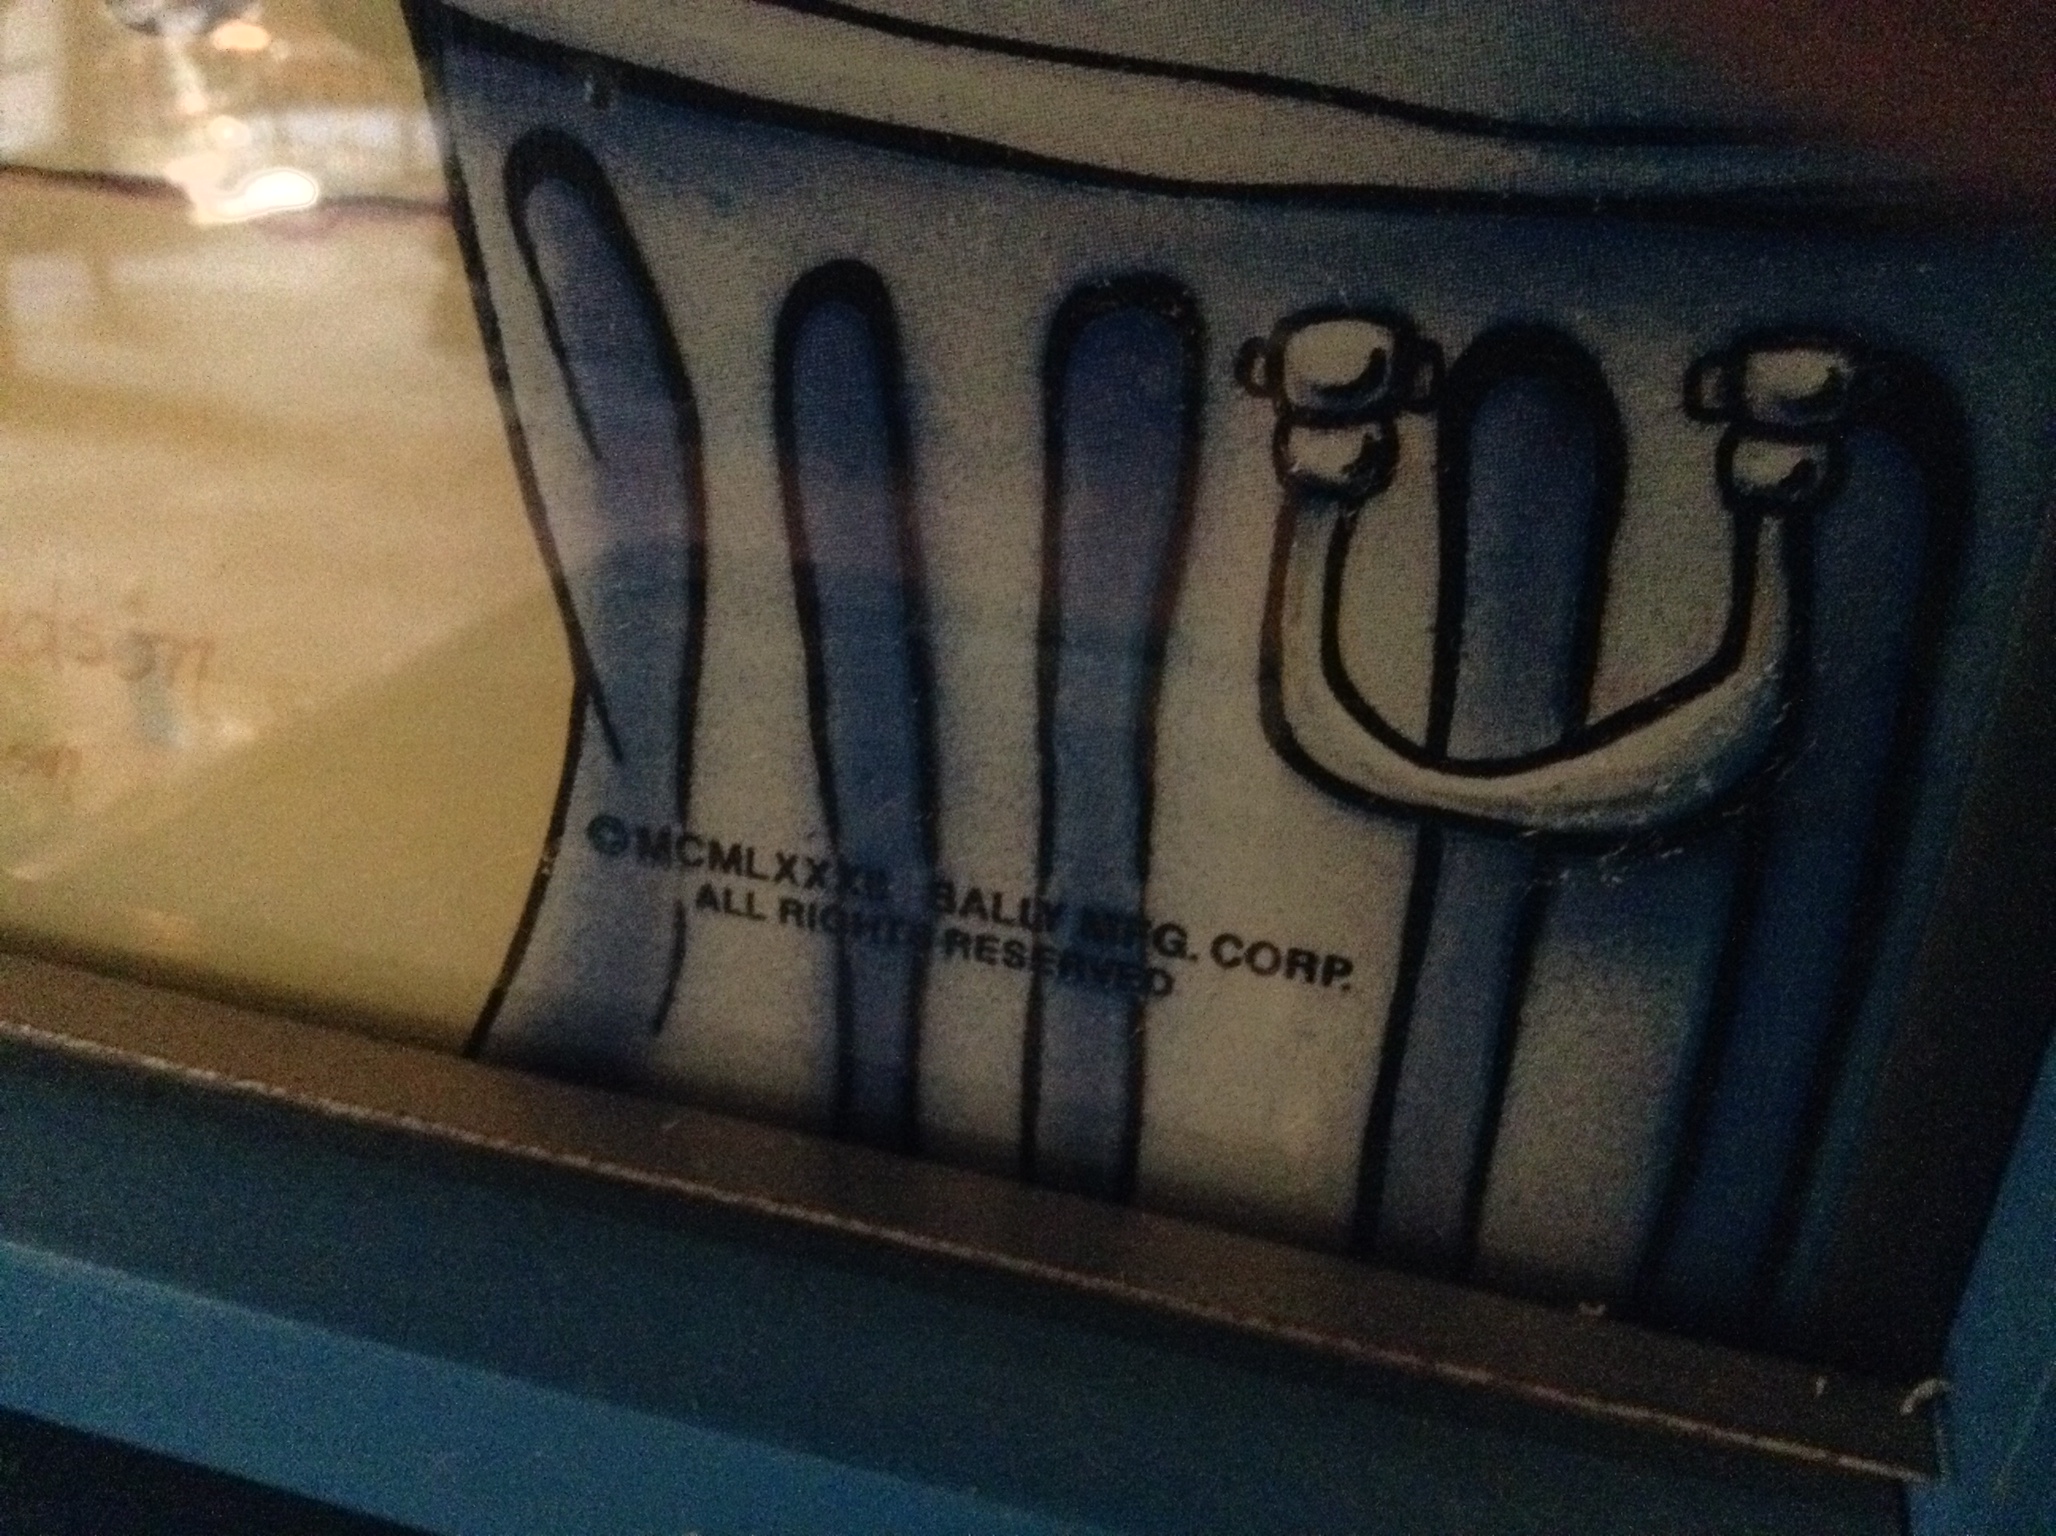 © BALLY MFG. CORP.
ALL RIGHTS RESERVED